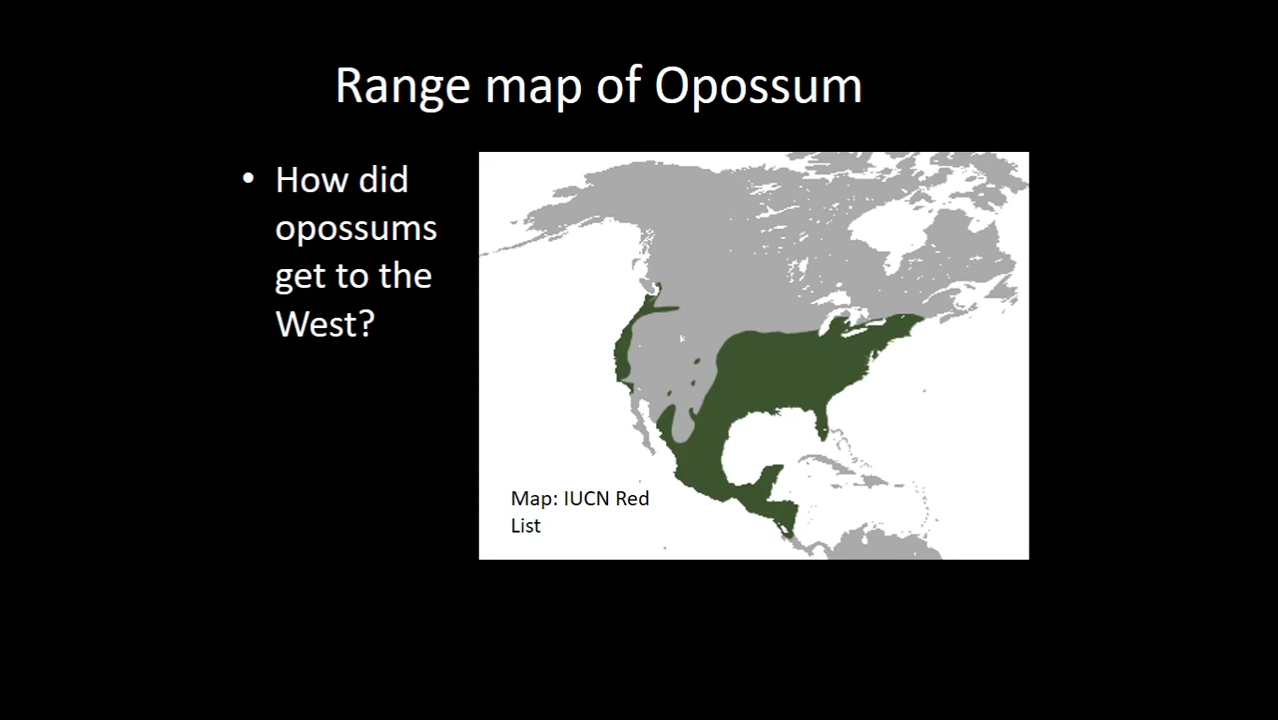 Range map of Opossum
• How did
opossums
get to the
West?
Map: IUCN Red
List